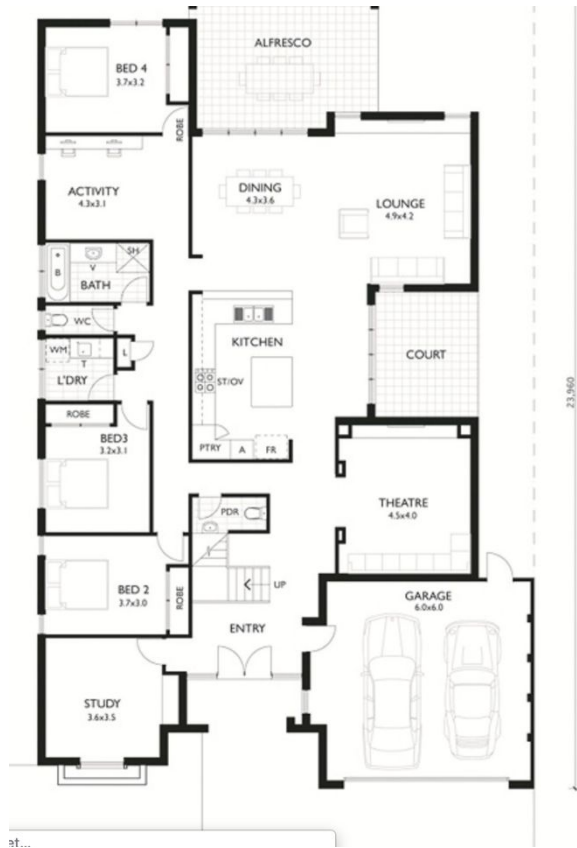 ALFRESCO
BED 4
3.7x3.2
ROBE
ACTIVITY
4.3x3.1
DINING
4.3x3.6
LOUNGE
4.9x4.2
B
V
SH
BATH
WC
WM
T
L
L'DRY
KITCHEN
ST/OV
COURT
23,960
ROBE
BED3
3.2x3.1
PTRY
A
FR
THEATRE
4.5x4.0
PDR
UP
BED 2
3.7x3.0
ROBE
ENTRY
GARAGE
6.0x6.0
STUDY
3.6x3.5
et...